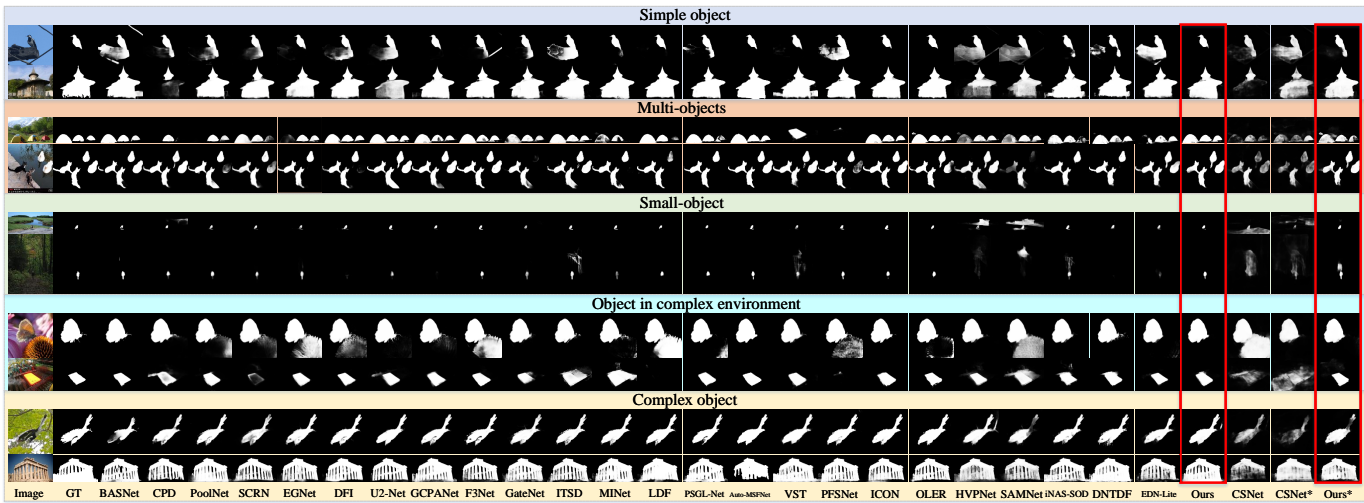 Simple object
Multi-objects
Small-object
Object in complex environment
Complex object
Image GT BASNet CPD PoolNet SCRN EGNet DFI U2-Net GCPANet F3Net GateNet ITSD MINet LDF PSGL-Net Auto-MSFNet VST PFSNet ICON OLER HVPNet SAMNet iNAS-SOD DNTDF EDN-Lite Ours CSNet CSNet* Ours*